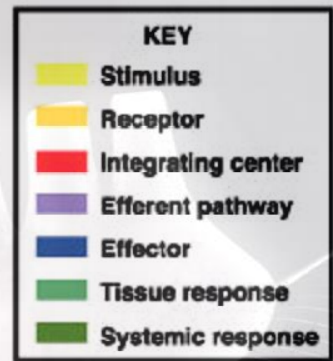 KEY
Stimulus
Receptor
Integrating center
Efferent pathway
Effector
Tissue response
Systemic response